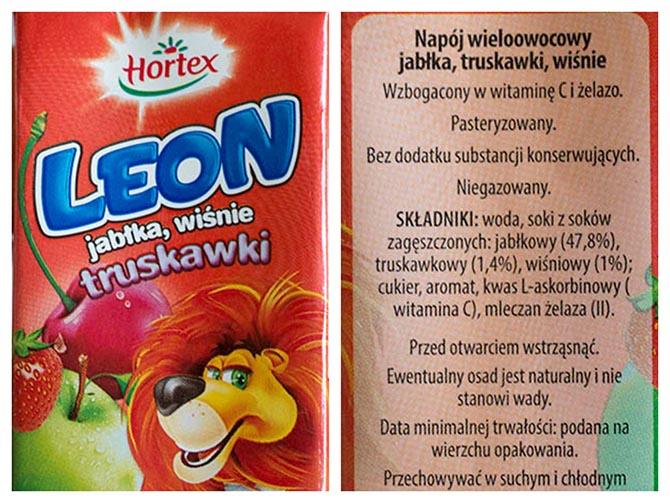 Hortex
LEON
jabłka, wiśnie
truskawki
Napój wieloowocowy
jabłka, truskawki, wiśnie
Wzbogacony w witaminę C i żelazo.
Pasteryzowany.
Bez dodatku substancji konserwujących.
Niegazowany.
SKŁADNIKI: woda, soki z soków
zagęszczonych: jabłkowy (47,8%),
truskawkowy (1,4%), wiśniowy (1%);
cukier, aromat, kwas L-askorbinowy (
witamina C), mleczan żelaza (II).
Przed otwarciem wstrząsnąć.
Ewentualny osad jest naturalny i nie
stanowi wady.
Data minimalnej trwałości: podana na
wierzchu opakowania.
Przechowywać w suchym i chłodnym